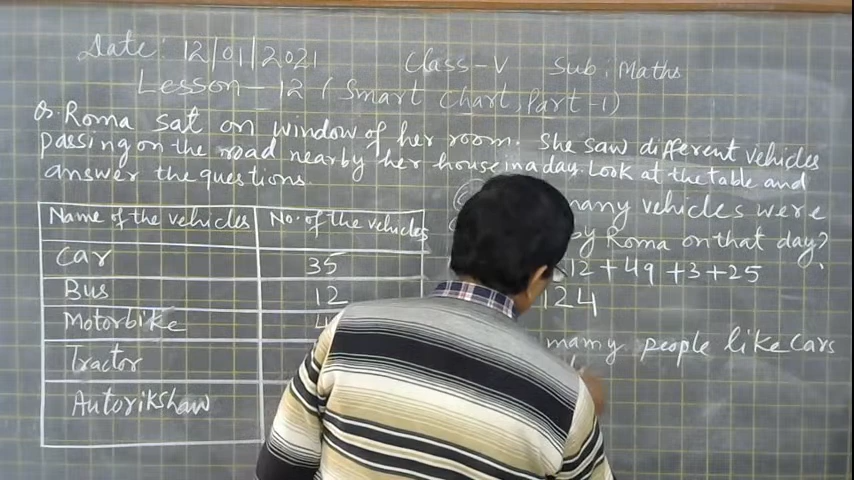 Date: 12/01/2021 Class-V Sub: Maths
Lesson-12 (Smart Chart, Part-1)
Q. Roma sat on window of her room. She saw different vehicles
passing on the road nearby her house in a day. Look at the table and
answer the questions.
Name of the vehicles No. of the vehicles
Car 35
Bus 12
Motorbike 4
Tractor
Autorikshaw
many vehicles were
by Roma on that day?
12 + 49 + 3 + 25
124
mamy people like Cars